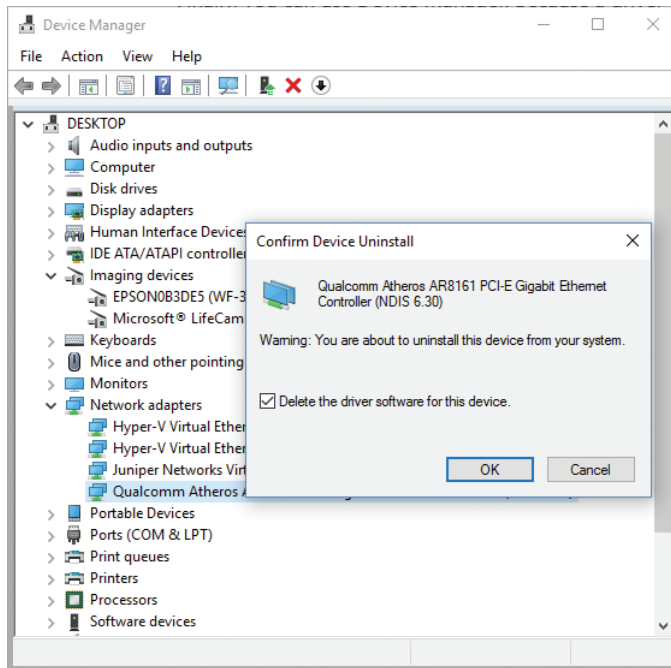 Device Manager
File Action View Help
DESKTOP
Audio inputs and outputs
Computer
Disk drives
Display adapters
Human Interface Devices
IDE ATA/ATAPI controller
Imaging devices
EPSON0B3DE5 (WF-3
Microsoft® LifeCam
Keyboards
Mice and other pointing
Monitors
Network adapters
Hyper-V Virtual Ether
Hyper-V Virtual Ether
Juniper Networks Virt
Qualcomm Atheros
Portable Devices
Ports (COM & LPT)
Print queues
Printers
Processors
Software devices
Confirm Device Uninstall
Qualcomm Atheros AR8161 PCI-E Gigabit Ethernet
Controller (NDIS 6.30)
Warning: You are about to uninstall this device from your system.
Delete the driver software for this device.
OK
Cancel